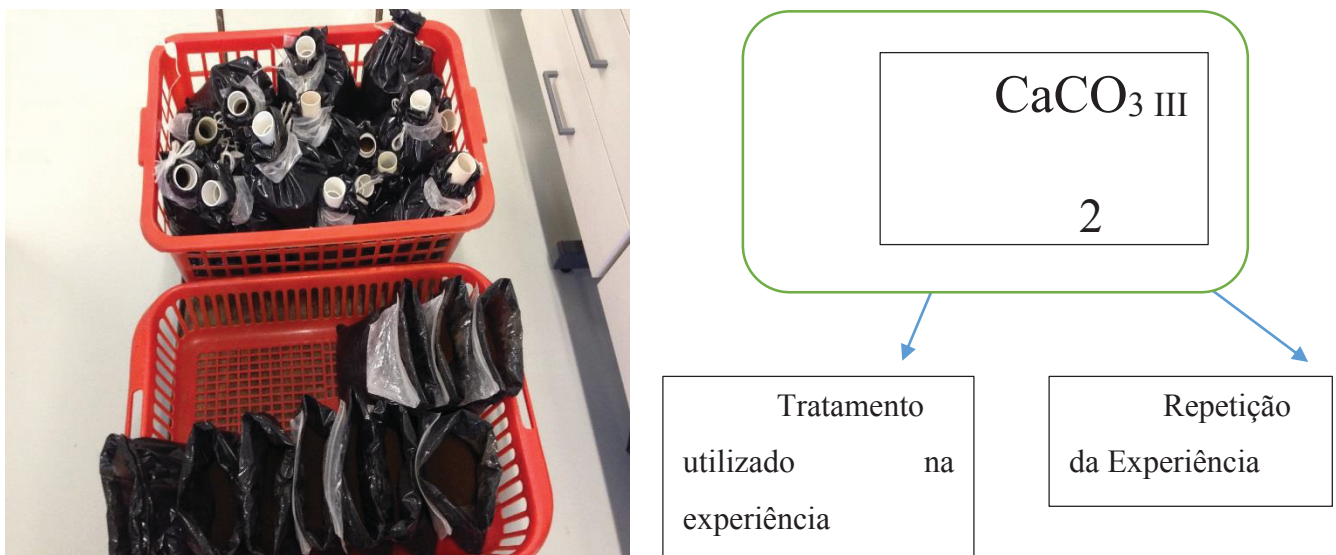 CaCO₃ III
2
Tratamento
utilizado na
experiência
Repetição
da Experiência